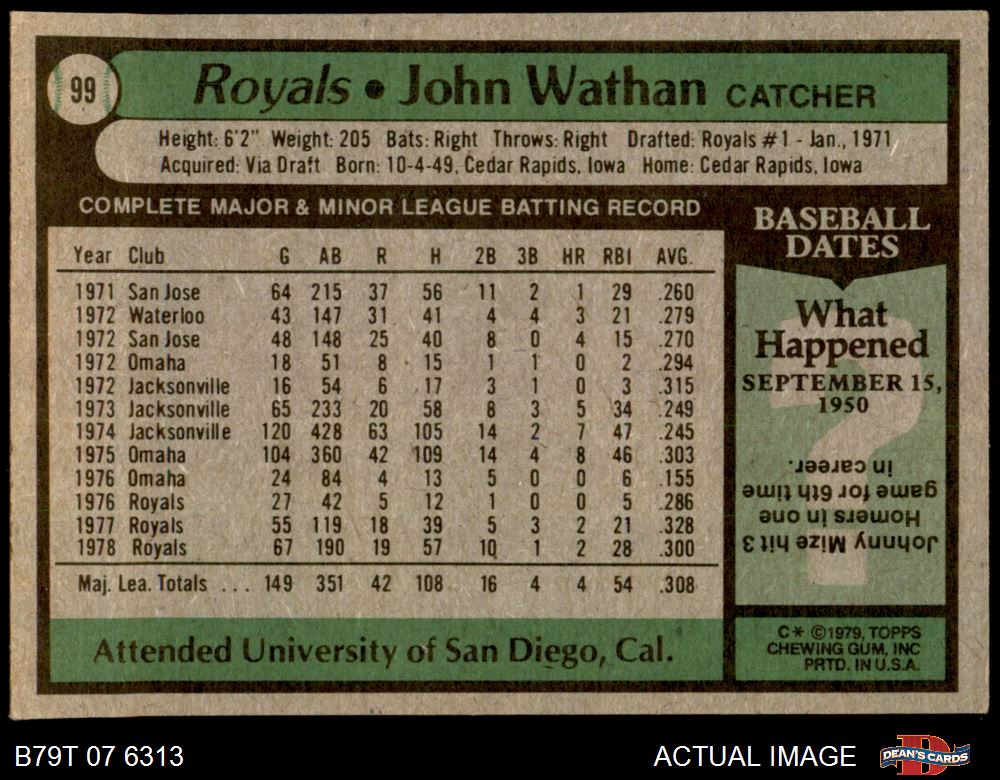 99
Royals • John Wathan CATCHER
Height: 6'2" Weight: 205 Bats: Right Throws: Right Drafted: Royals #1 - Jan., 1971
Acquired: Via Draft Born: 10-4-49, Cedar Rapids, Iowa Home: Cedar Rapids, Iowa
COMPLETE MAJOR & MINOR LEAGUE BATTING RECORD
Year Club G AB R H 2B 3B HR RBI AVG.
1971 San Jose 64 215 37 56 11 2 1 29 .260
1972 Waterloo 43 147 31 41 4 4 3 21 .279
1972 San Jose 48 148 25 40 8 0 4 15 .270
1972 Omaha 18 51 8 15 1 1 0 2 .294
1972 Jacksonville 16 54 6 17 3 1 0 3 .315
1973 Jacksonville 65 233 20 58 8 3 5 34 .249
1974 Jacksonville 120 428 63 105 14 2 7 47 .245
1975 Omaha 104 360 42 109 14 4 8 46 .303
1976 Omaha 24 84 4 13 5 0 0 6 .155
1976 Royals 27 42 5 12 1 0 0 5 .286
1977 Royals 55 119 18 39 5 3 2 21 .328
1978 Royals 67 190 19 57 10 1 2 28 .300
Maj. Lea. Totals ... 149 351 42 108 16 4 4 54 .308
Attended University of San Diego, Cal.
BASEBALL
DATES
What
Happened
SEPTEMBER 15,
1950
?
Johnny Mize hit 3
Homers in one
game for 6th time
in career.
C* ©1979, TOPPS
CHEWING GUM, INC
PRTD. IN U.S.A.
B79T 07 6313
ACTUAL IMAGE
D
DEAN'S CARDS